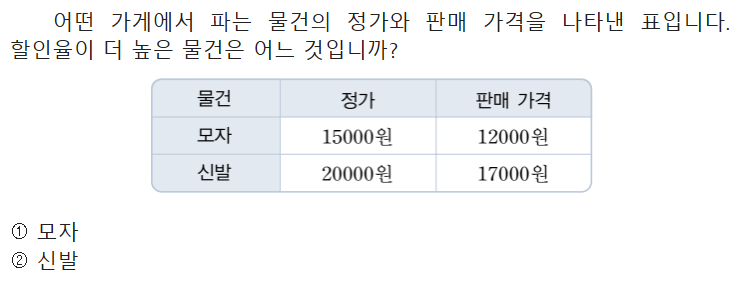 어떤 가게에서 파는 물건의 정가와 판매 가격을 나타낸 표입니다.
할인율이 더 높은 물건은 어느 것입니까?
물건 정가 판매 가격
모자 15000원 12000원
신발 20000원 17000원
① 모자
② 신발